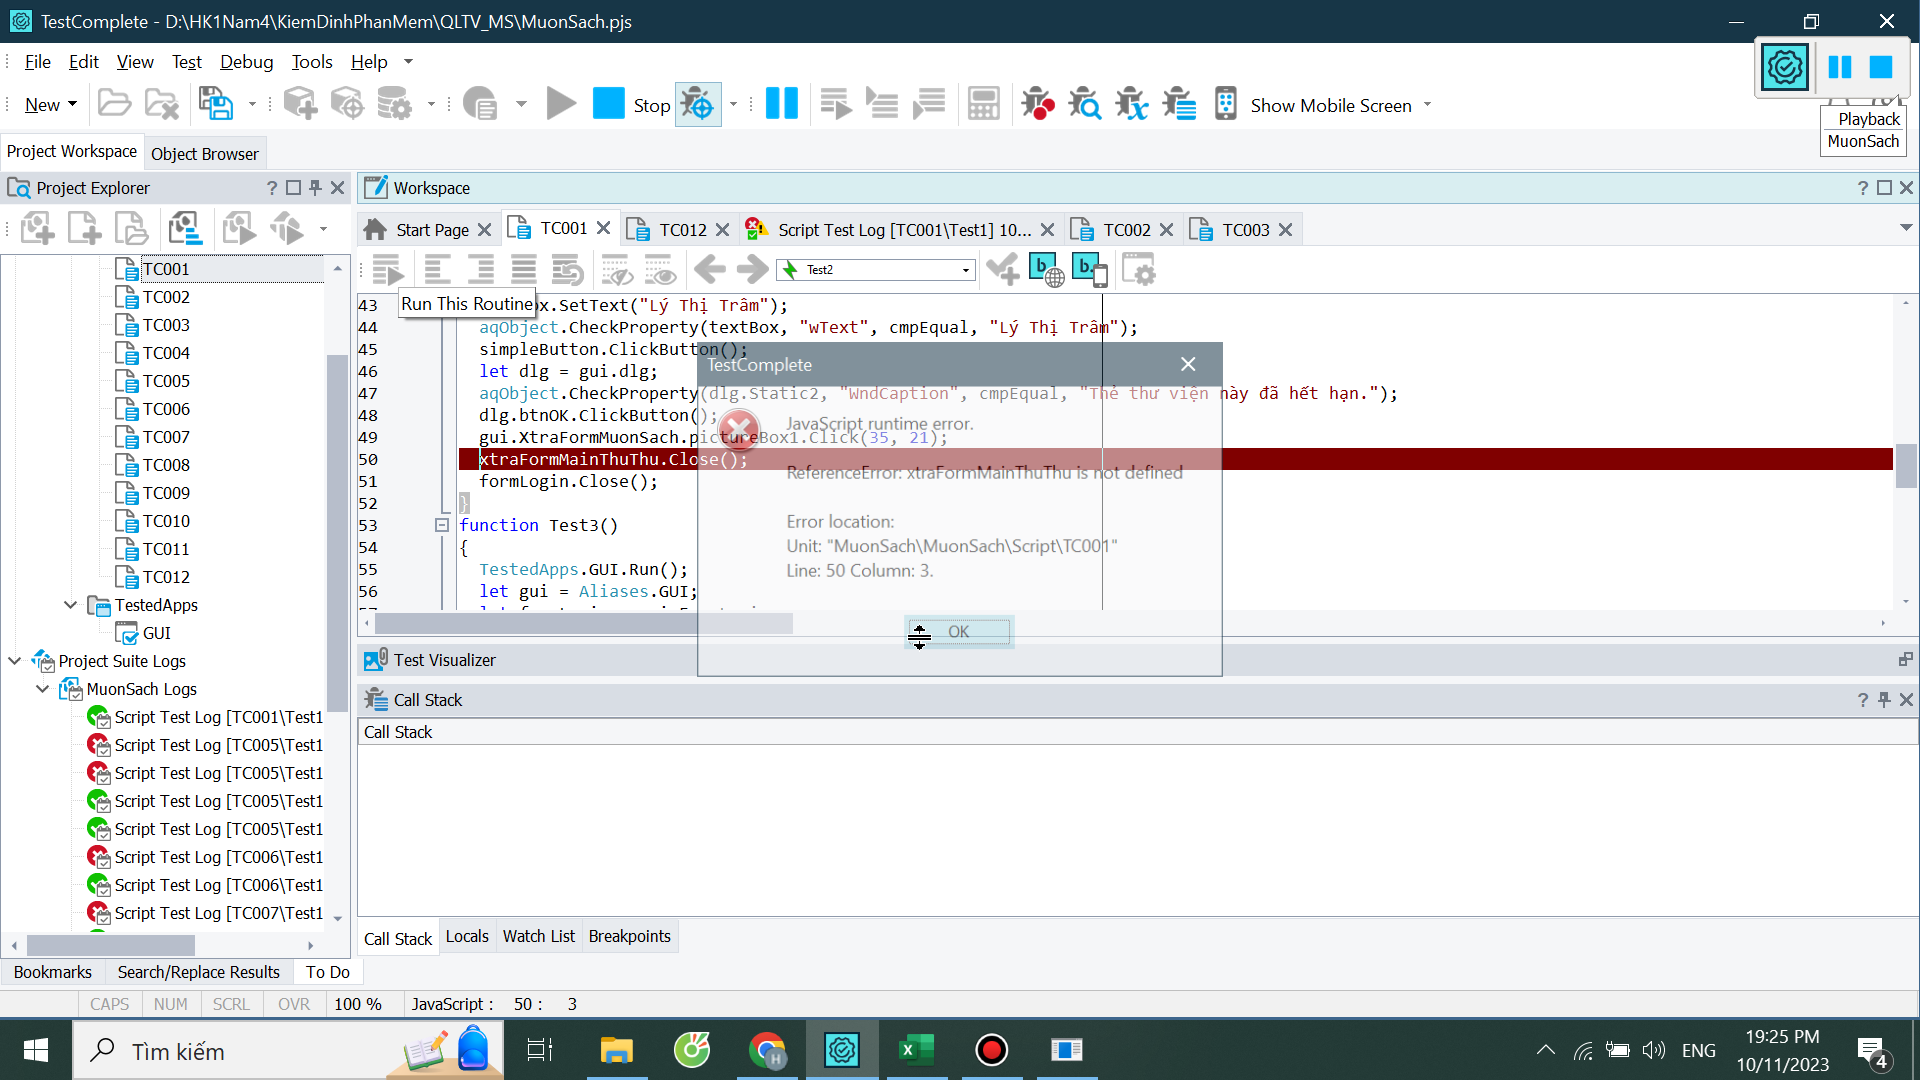 TestComplete - D:\HK1Nam4\KiemDinhPhanMem\QLTV_MS\MuonSach.pjs
File Edit View Test Debug Tools Help
New Stop Show Mobile Screen
Playback
MuonSach
Project Workspace Object Browser
Project Explorer
Workspace
Start Page TC001 TC012 Script Test Log [TC001\Test1] 10... TC002 TC003
Test2
Run This Routine
TC001
TC002
TC003
TC004
TC005
TC006
TC007
TC008
TC009
TC010
TC011
TC012
TestedApps
GUI
Project Suite Logs
MuonSach Logs
Script Test Log [TC001\Test1
Script Test Log [TC005\Test1
Script Test Log [TC005\Test1
Script Test Log [TC005\Test1
Script Test Log [TC005\Test1
Script Test Log [TC006\Test1
Script Test Log [TC006\Test1
Script Test Log [TC007\Test1
43 ox.SetText("Lý Thị Trâm");
44 aqObject.CheckProperty(textBox, "wText", cmpEqual, "Lý Thị Trâm");
45 simpleButton.ClickButton();
46 let dlg = gui.dlg;
47 aqObject.CheckProperty(dlg.Static2, "WndCaption", cmpEqual, "Thẻ thư viện này đã hết hạn.");
48 dlg.btnOK.ClickButton();
49 gui.XtraFormMuonSach.pictureBox1.Click(35, 21);
50 xtraFormMainThuThu.Close();
51 formLogin.Close();
52 }
53 function Test3()
54 {
55 TestedApps.GUI.Run();
56 let gui = Aliases.GUI;
TestComplete
JavaScript runtime error.
ReferenceError: xtraFormMainThuThu is not defined
Error location:
Unit: "MuonSach\MuonSach\Script\TC001"
Line: 50 Column: 3.
OK
Test Visualizer
Call Stack
Call Stack
Call Stack Locals Watch List Breakpoints
Bookmarks Search/Replace Results To Do
CAPS NUM SCRL OVR 100 % JavaScript : 50 : 3
Tìm kiếm
ENG
19:25 PM
10/11/2023
4